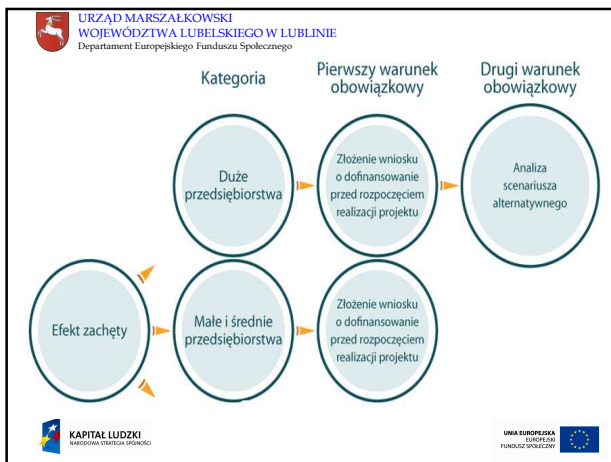 URZĄD MARSZAŁKOWSKI
WOJEWÓDZTWA LUBELSKIEGO W LUBLINIE
Departament Europejskiego Funduszu Społecznego
Kategoria
Pierwszy warunek
obowiązkowy
Drugi warunek
obowiązkowy
Duże
przedsiębiorstwa
Złożenie wniosku
o dofinansowanie
przed rozpoczęciem
realizacji projektu
Analiza
scenariusza
alternatywnego
Efekt zachęty
Małe i średnie
przedsiębiorstwa
Złożenie wniosku
o dofinansowanie
przed rozpoczęciem
realizacji projektu
KAPITAŁ LUDZKI
NARODOWA STRATEGIA SPÓJNOŚCI
UNIA EUROPEJSKA
EUROPEJSKI
FUNDUSZ SPOŁECZNY